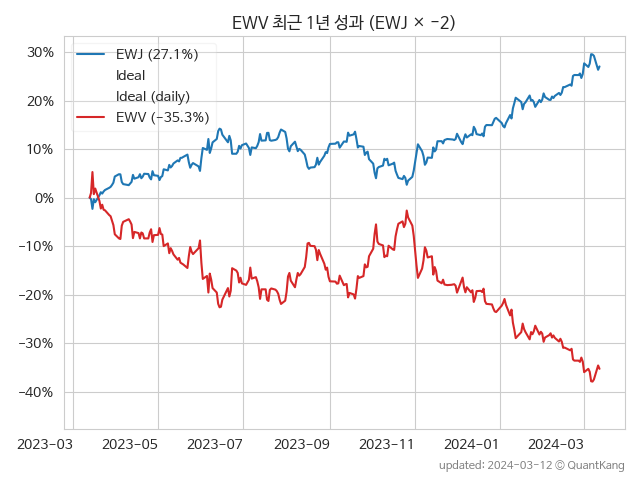 EWV 최근 1년 성과 (EWJ × −2)
EWJ (27.1%)
Ideal
Ideal (daily)
EWV (−35.3%)
30%
20%
10%
0%
−10%
−20%
−30%
−40%
2023-03
2023-05
2023-07
2023-09
2023-11
2024-01
2024-03
updated: 2024-03-12 © QuantKang